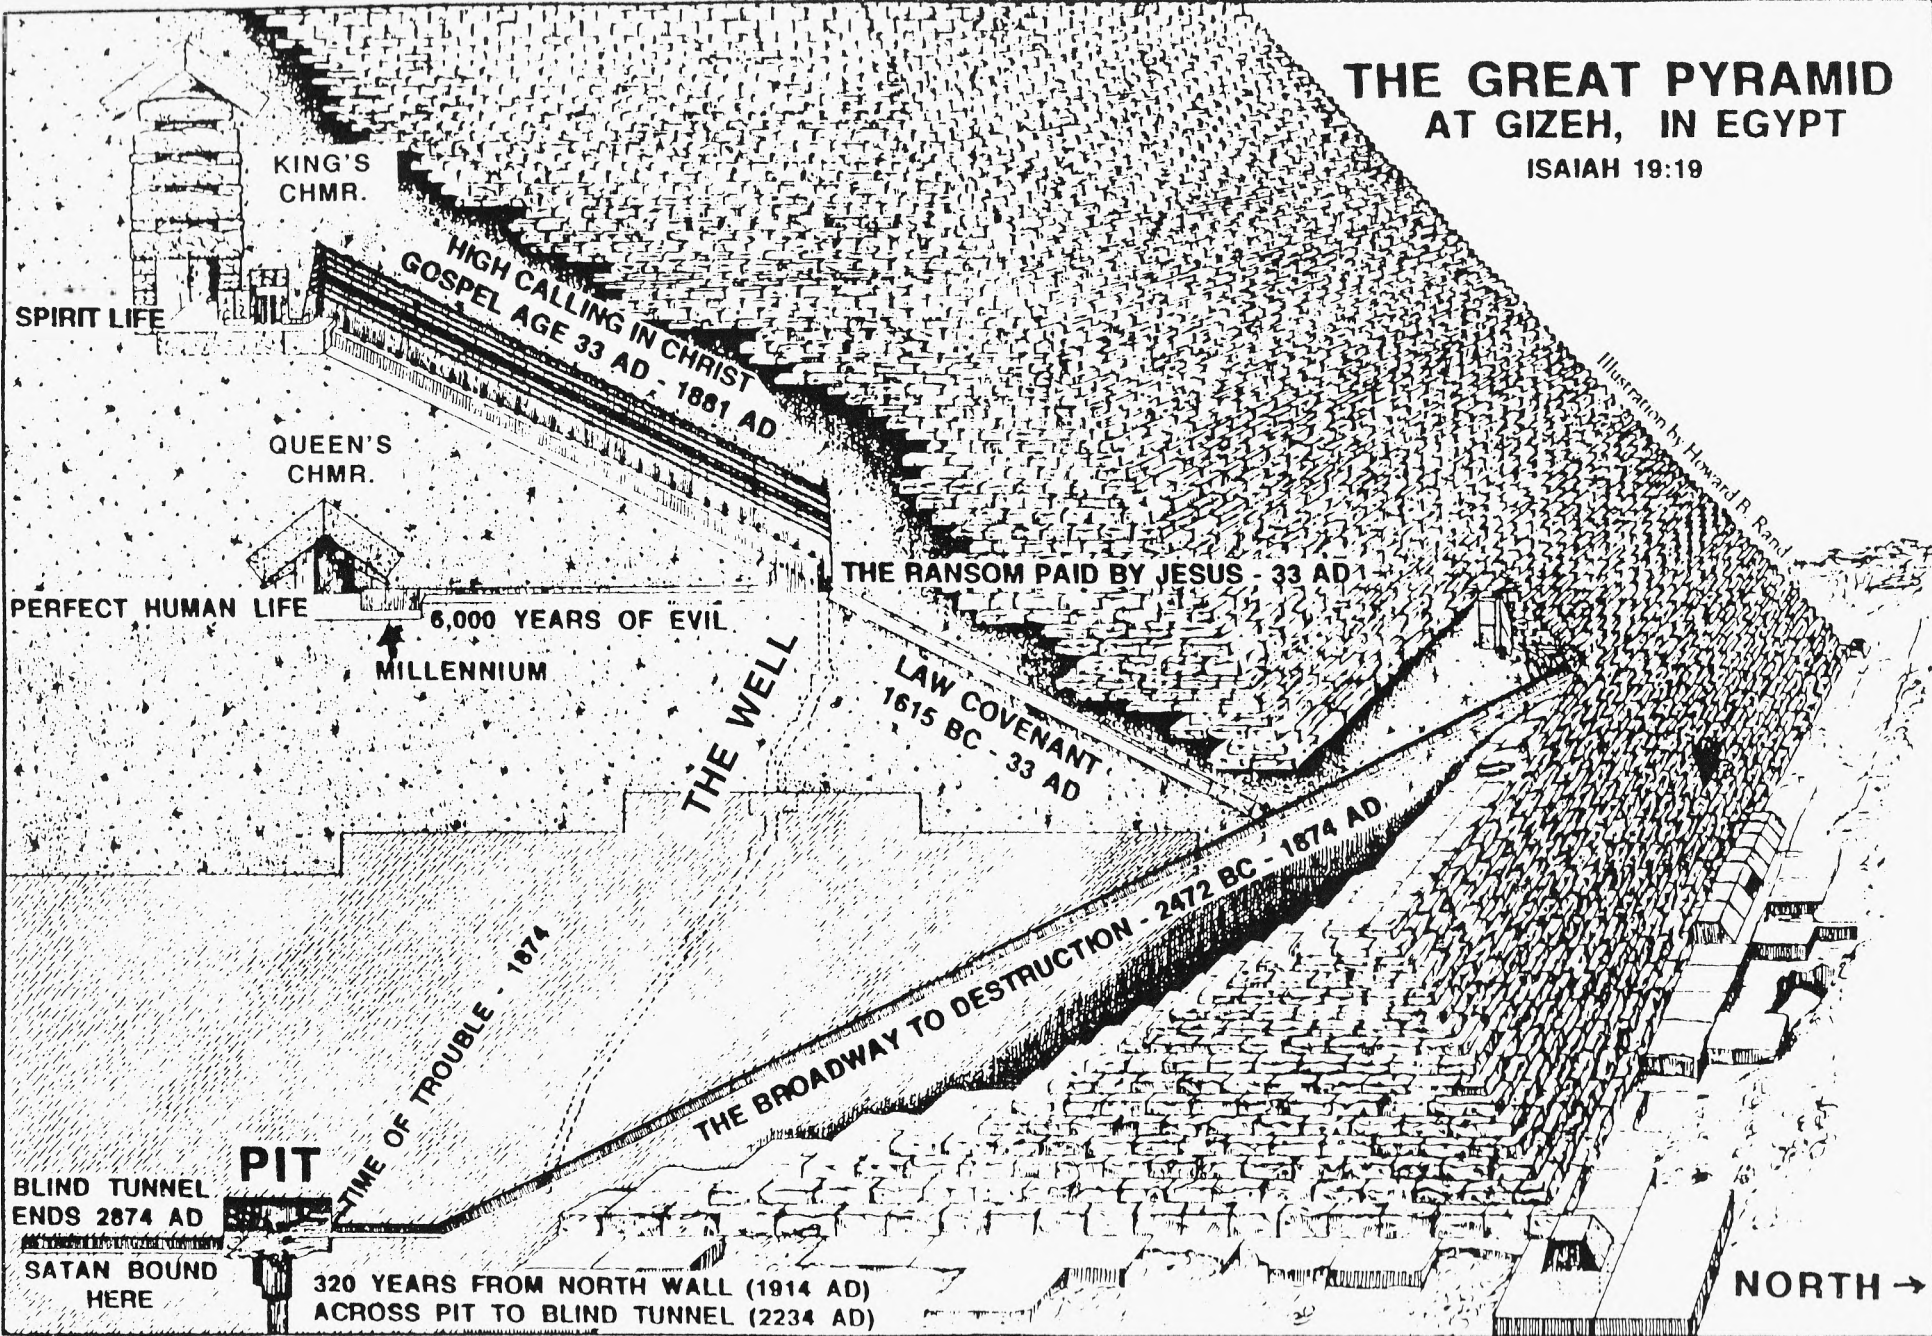 THE GREAT PYRAMID
AT GIZEH, IN EGYPT
ISAIAH 19:19
KING'S
CHMR.
SPIRIT LIFE
HIGH CALLING IN CHRIST
GOSPEL AGE 33 AD - 1881 AD
Illustration by Howard B. Rand
QUEEN'S
CHMR.
THE RANSOM PAID BY JESUS - 33 AD
PERFECT HUMAN LIFE
6,000 YEARS OF EVIL
MILLENNIUM
THE WELL
LAW COVENANT
1615 BC - 33 AD
THE BROADWAY TO DESTRUCTION - 2472 BC - 1874 AD
TIME OF TROUBLE - 1874
PIT
BLIND TUNNEL
ENDS 2874 AD
SATAN BOUND
HERE
320 YEARS FROM NORTH WALL (1914 AD)
ACROSS PIT TO BLIND TUNNEL (2234 AD)
NORTH →